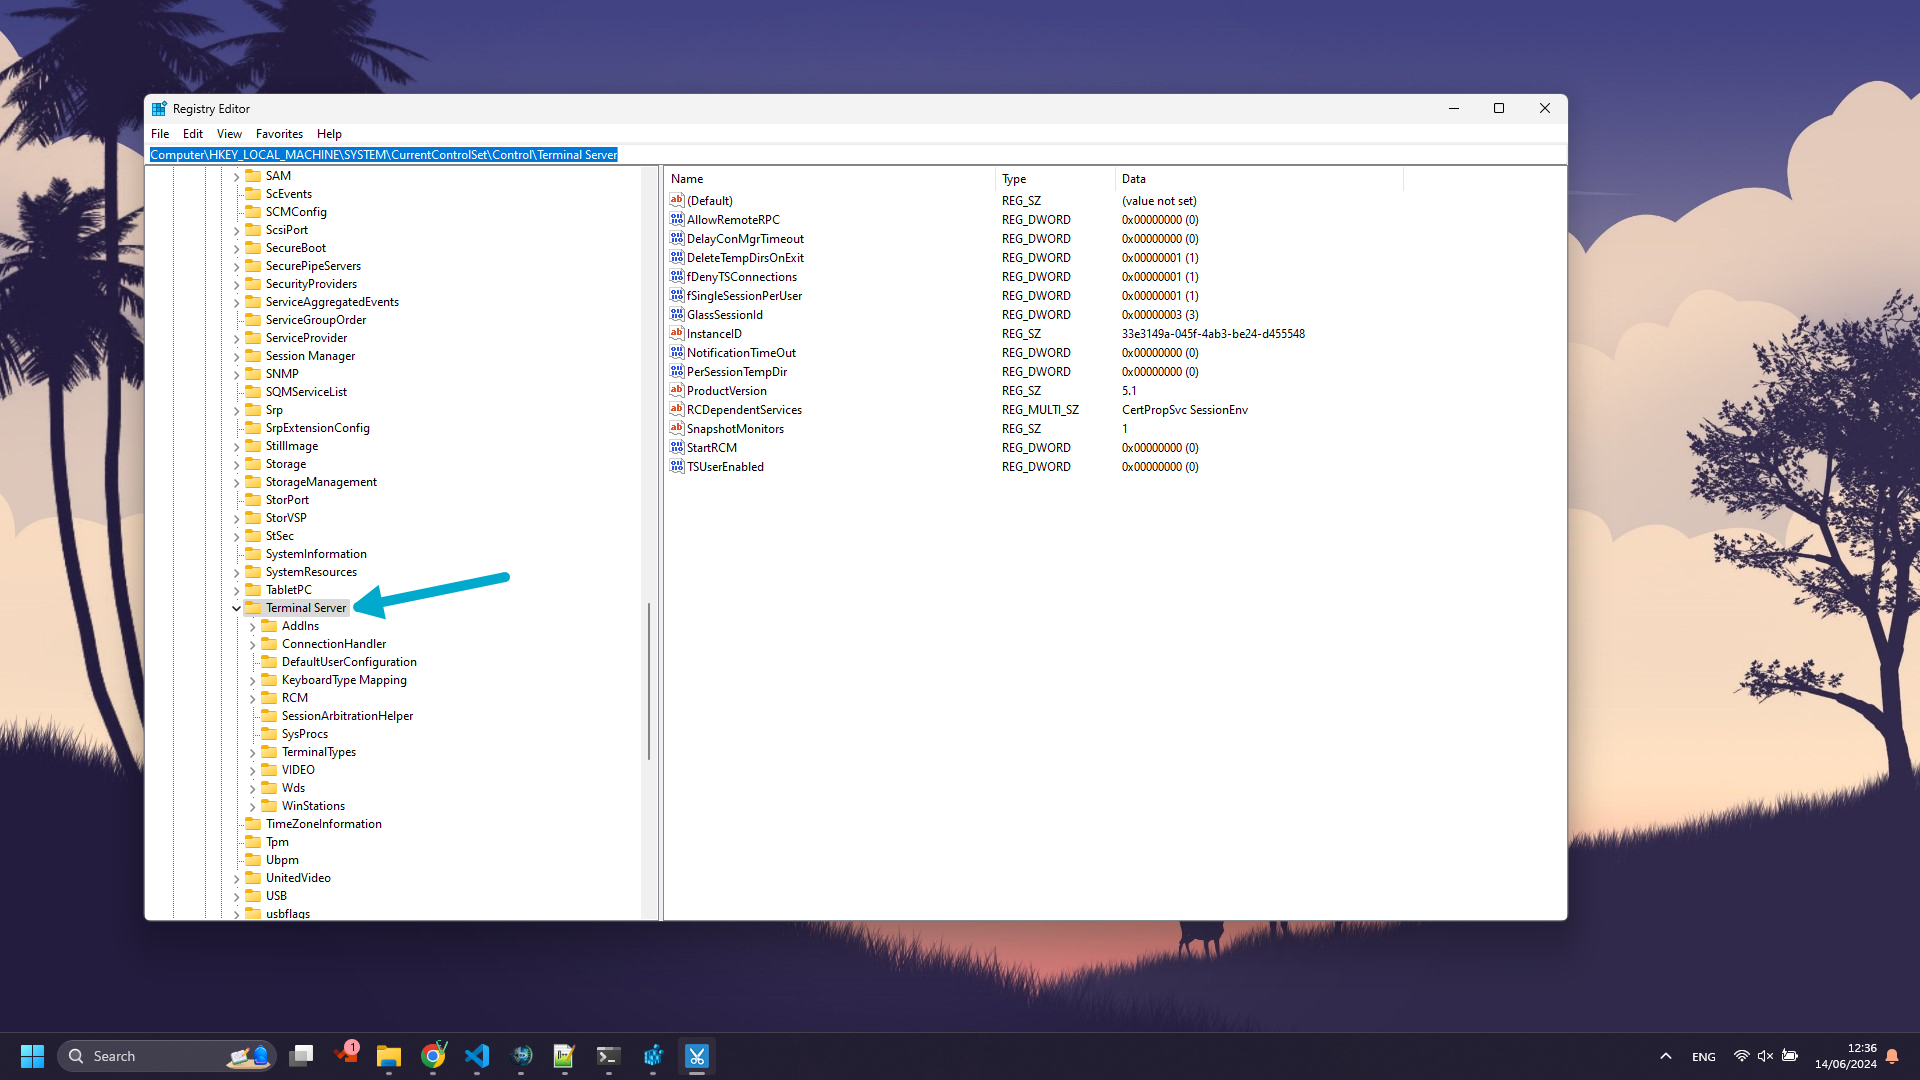 Registry Editor
File Edit View Favorites Help
Computer\HKEY_LOCAL_MACHINE\SYSTEM\CurrentControlSet\Control\Terminal Server
SAM
ScEvents
SCMConfig
ScsiPort
SecureBoot
SecurePipeServers
SecurityProviders
ServiceAggregatedEvents
ServiceGroupOrder
ServiceProvider
Session Manager
SNMP
SQMServiceList
Srp
SrpExtensionConfig
StillImage
Storage
StorageManagement
StorPort
StorVSP
StSec
SystemInformation
SystemResources
TabletPC
Terminal Server
AddIns
ConnectionHandler
DefaultUserConfiguration
KeyboardType Mapping
RCM
SessionArbitrationHelper
SysProcs
TerminalTypes
VIDEO
Wds
WinStations
TimeZoneInformation
Tpm
Ubpm
UnitedVideo
USB
usbflags
Name Type Data
(Default) REG_SZ (value not set)
AllowRemoteRPC REG_DWORD 0x00000000 (0)
DelayConMgrTimeout REG_DWORD 0x00000000 (0)
DeleteTempDirsOnExit REG_DWORD 0x00000001 (1)
fDenyTSConnections REG_DWORD 0x00000001 (1)
fSingleSessionPerUser REG_DWORD 0x00000001 (1)
GlassSessionId REG_DWORD 0x00000003 (3)
InstanceID REG_SZ 33e3149a-045f-4ab3-be24-d455548
NotificationTimeOut REG_DWORD 0x00000000 (0)
PerSessionTempDir REG_DWORD 0x00000000 (0)
ProductVersion REG_SZ 5.1
RCDependentServices REG_MULTI_SZ CertPropSvc SessionEnv
SnapshotMonitors REG_SZ 1
StartRCM REG_DWORD 0x00000000 (0)
TSUserEnabled REG_DWORD 0x00000000 (0)
Search
1
ENG
12:36
14/06/2024